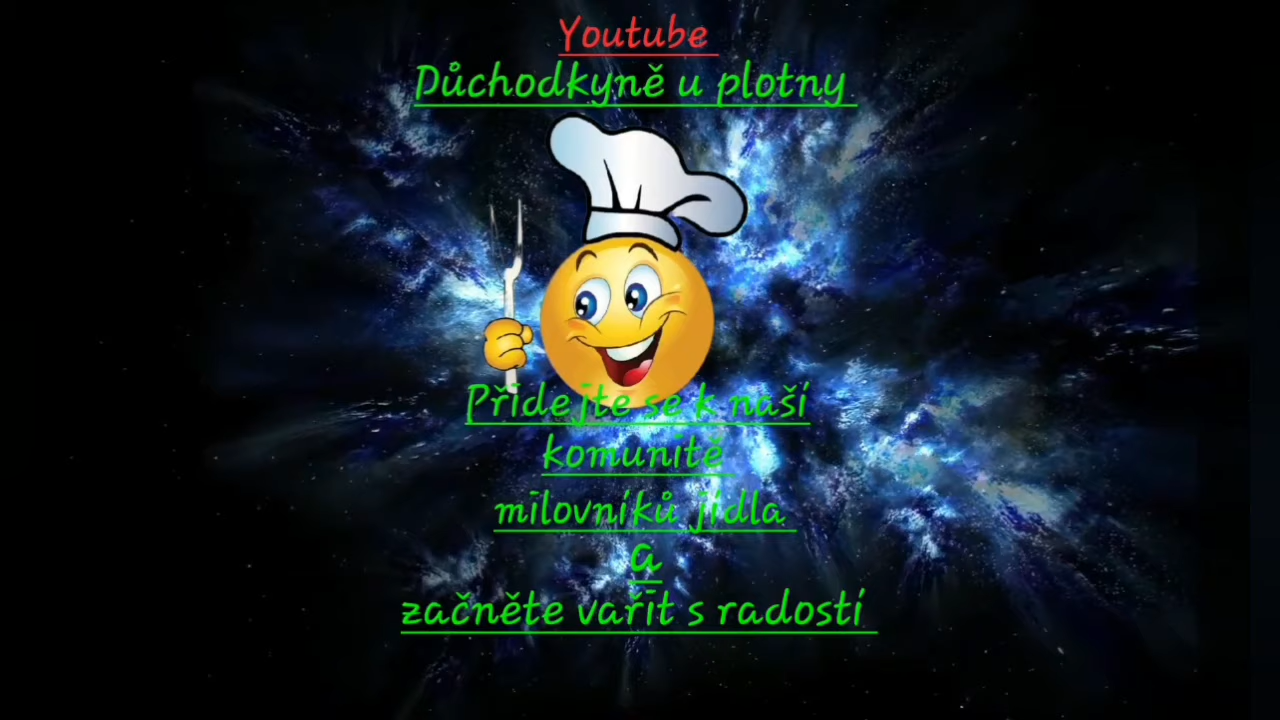 Youtube
Důchodkyně u plotny
Přidejte se k naší
komunitě
milovníků jídla
a
začněte vařit s radostí